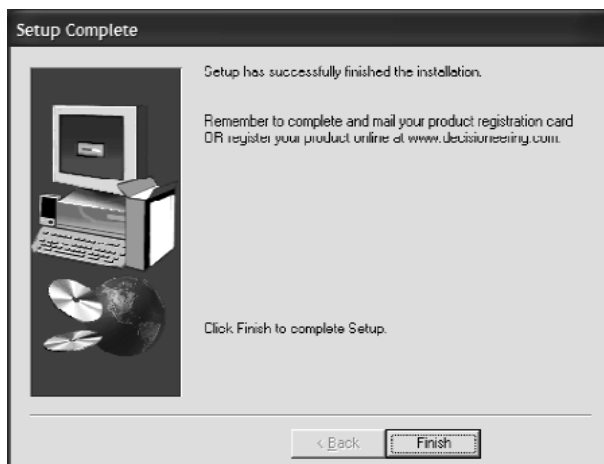 Setup Complete
Setup has successfully finished the installation.
Remember to complete and mail your product registration card
OR register your product online at www.decisioneering.com.
Click Finish to complete Setup.
< Back
Finish